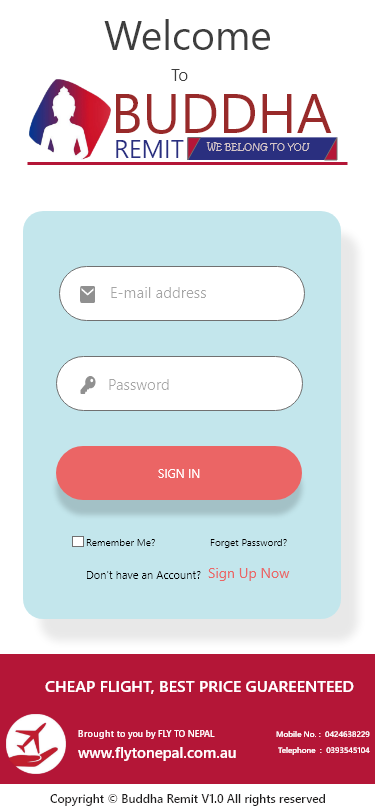 Welcome
To
BUDDHA
REMIT WE BELONG TO YOU
E-mail address
Password
SIGN IN
Remember Me? Forget Password?
Don't have an Account? Sign Up Now
CHEAP FLIGHT, BEST PRICE GUAREENTEED
Brought to you by FLY TO NEPAL
www.flytonepal.com.au
Mobile No. : 0424638229
Telephone : 0393545104
Copyright © Buddha Remit V1.0 All rights reserved